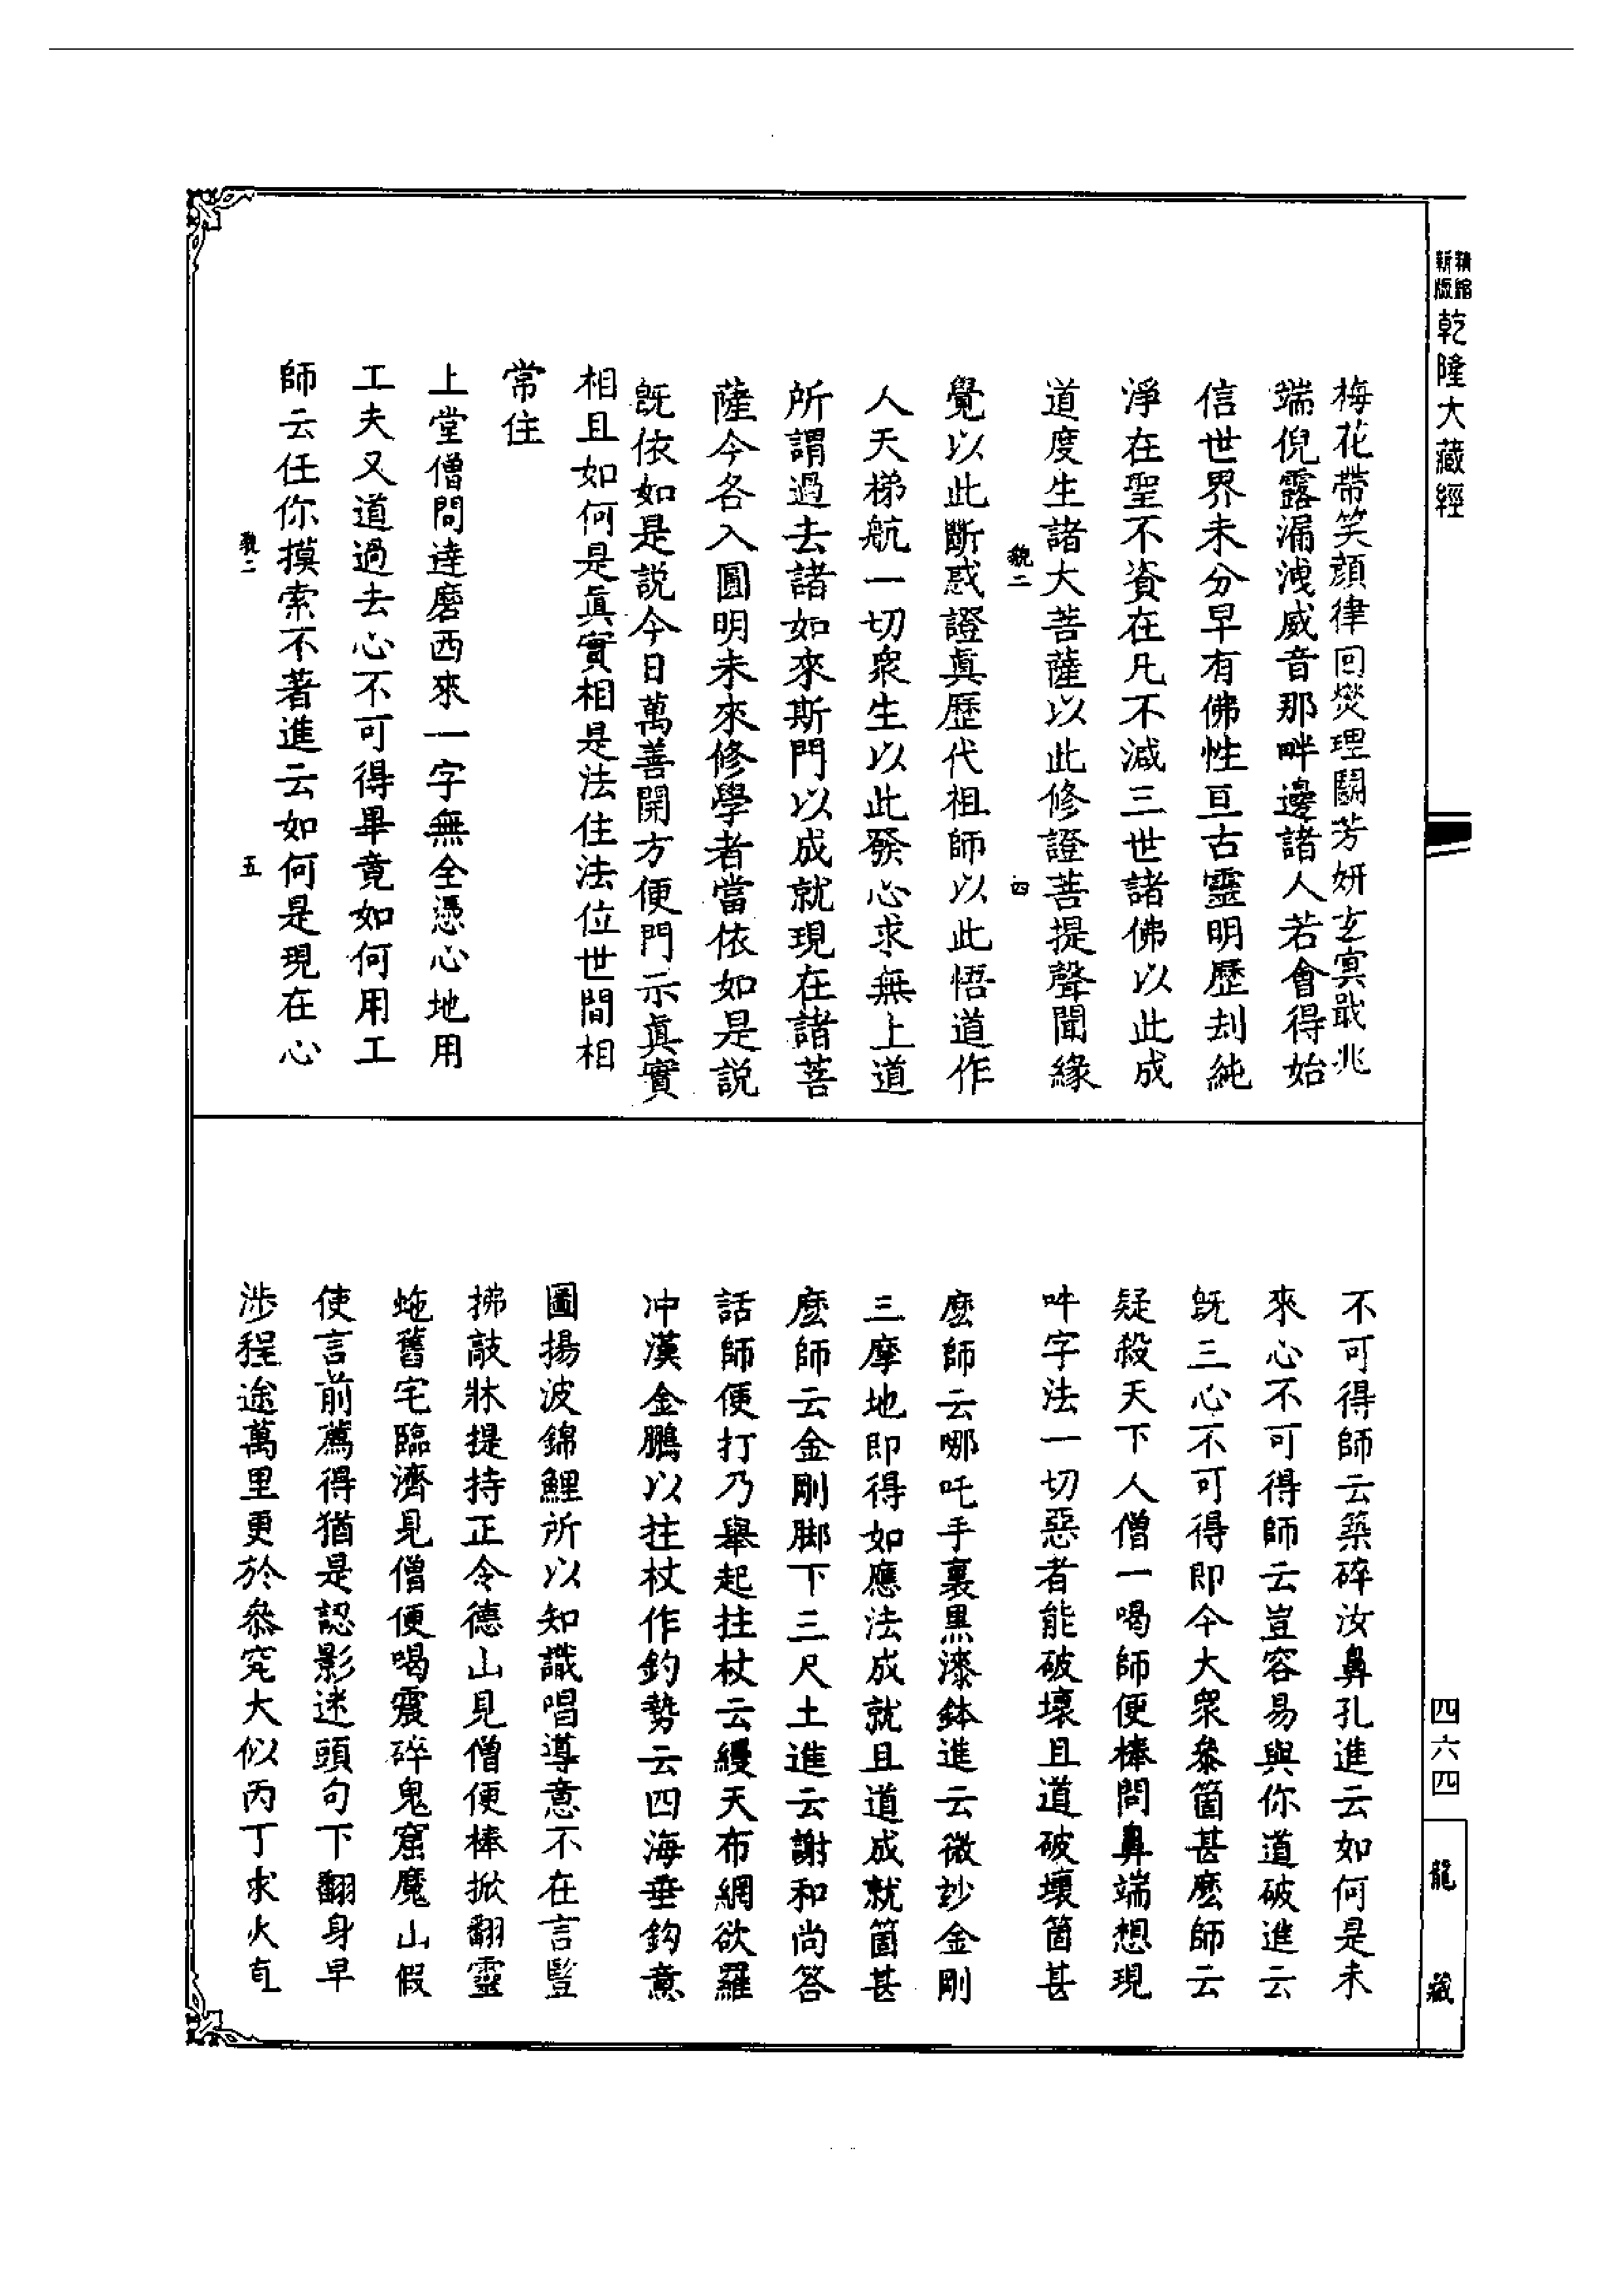 新版
精縮
乾隆大藏經
梅花帶笑顏律回燹理鬬芳妍玄㝠戢兆
端倪露漏洩威音那畔邊諸人若會得始
信世界未分早有佛性亘古靈明歷刦純
淨在聖不資在凡不減三世諸佛以此成
道度生諸大菩薩以此修證菩提聲聞緣
覺以此斷惑證眞歷代祖師以此悟道作
人天梯航一切衆生以此發心求無上道
所謂過去諸如來斯門以成就現在諸菩
薩今各入圓明未來修學者當依如是説
旣依如是説今日萬善開方便門示眞實
相且如何是眞實相是法住法位世間相
常住
上堂僧問達磨西來一字無全憑心地用
工夫又道過去心不可得畢竟如何用工
師云任你摸索不著進云如何是現在心
二 四
二 五
不可得師云築碎汝鼻孔進云如何是未
來心不可得師云豈容易與你道破進云
旣三心不可得即今大衆叅箇甚麽師云
疑殺天下人僧一喝師便棒問鼻端想現
吽字法一切惡者能破壞且道破壞箇甚
麽師云哪吒手裏黑漆鉢進云微妙金剛
三摩地即得如應法成就且道成就箇甚
麽師云金剛脚下三尺土進云謝和尚答
話師便打乃舉起拄杖云縵天布網欲羅
冲漢金鵬以拄杖作釣勢云四海垂鈎意
圖揚波錦鯉所以知識唱導意不在言豎
拂敲牀提持正令德山見僧便棒掀翻靈
虵舊宅臨濟見僧便喝震碎鬼窟魔山假
使言前薦得猶是認影迷頭句下翻身早
涉程途萬里更於叅究大似丙丁求火直
四六四
龍藏